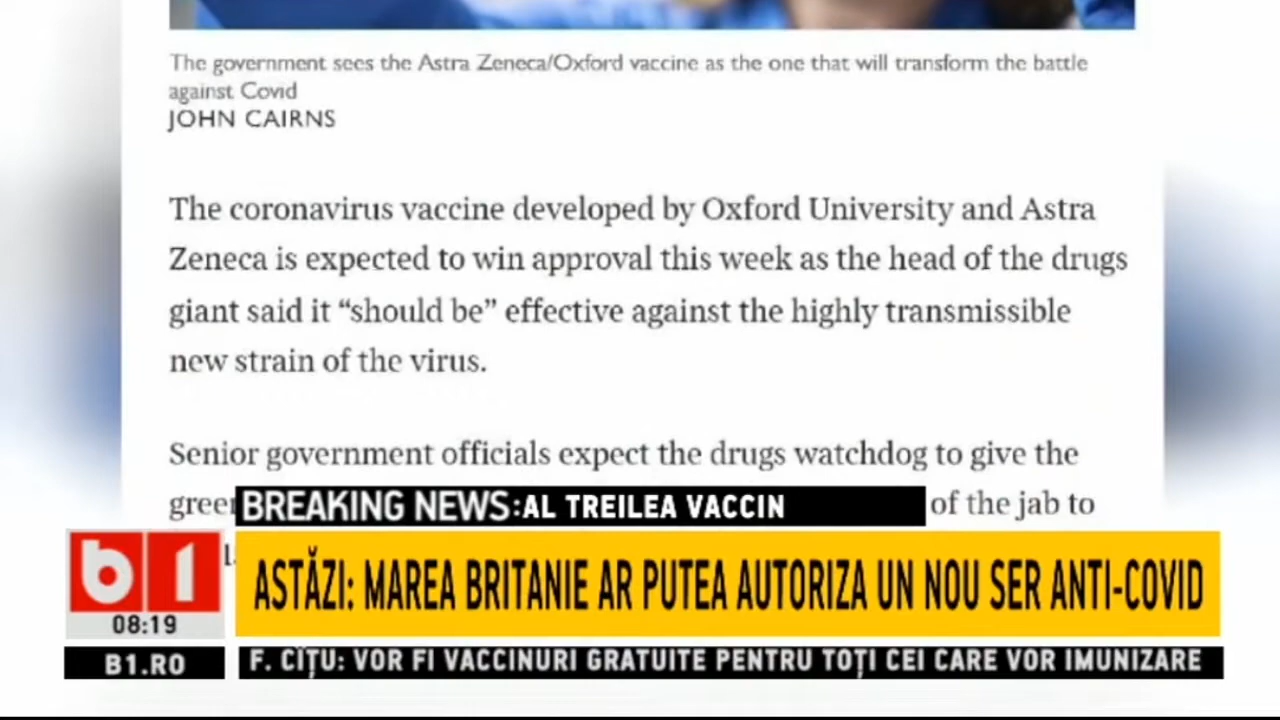 The government sees the Astra Zeneca/Oxford vaccine as the one that will transform the battle
against Covid
JOHN CAIRNS
The coronavirus vaccine developed by Oxford University and Astra
Zeneca is expected to win approval this week as the head of the drugs
giant said it “should be” effective against the highly transmissible
new strain of the virus.
Senior government officials expect the drugs watchdog to give the
of the jab to
BREAKING NEWS:AL TREILEA VACCIN
b1
ASTĂZI: MAREA BRITANIE AR PUTEA AUTORIZA UN NOU SER ANTI-COVID
08:19
B1.RO
F. CÎȚU: VOR FI VACCINURI GRATUITE PENTRU TOȚI CEI CARE VOR IMUNIZARE